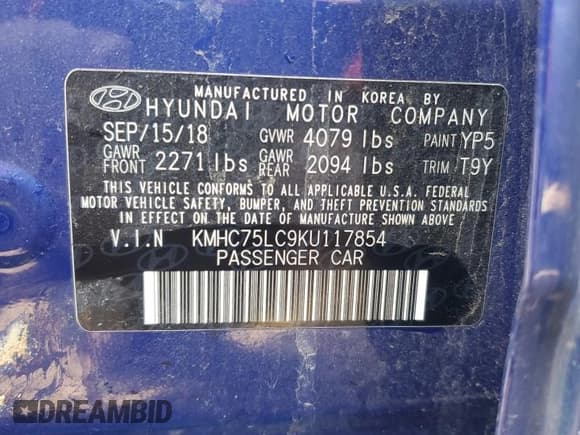 MANUFACTURED IN KOREA BY
HYUNDAI MOTOR COMPANY
SEP/15/18 GVWR 4079 lbs PAINT YP5
GAWR FRONT 2271 lbs GAWR REAR 2094 lbs TRIM T9Y
THIS VEHICLE CONFORMS TO ALL APPLICABLE U.S.A. FEDERAL
MOTOR VEHICLE SAFETY, BUMPER, AND THEFT PREVENTION STANDARDS
IN EFFECT ON THE DATE OF MANUFACTURE SHOWN ABOVE.
V.I.N KMHC75LC9KU117854
PASSENGER CAR
DREAMBID